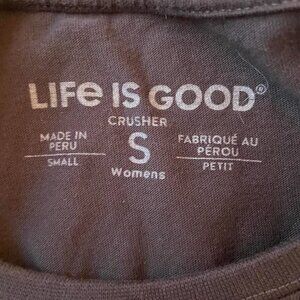 LIFE IS GOOD®
CRUSHER
MADE IN
PERU
SMALL
S
Womens
FABRIQUÉ AU
PÉROU
PETIT